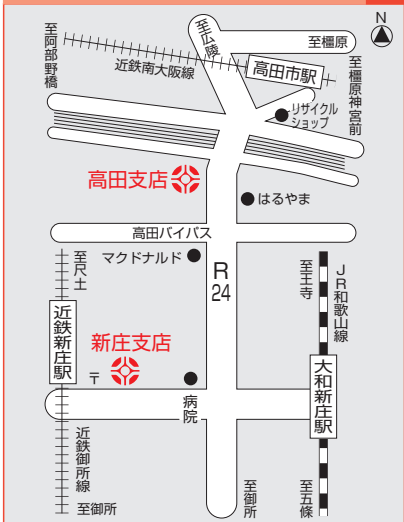 N
至広陵
至橿原
至阿部野橋
近鉄南大阪線
高田市駅
至橿原神宮前
リサイクル
ショップ
高田支店
はるやま
高田バイパス
至尺土
マクドナルド
R
24
至王寺
JR和歌山線
近鉄新庄駅
新庄支店
〒
病院
大和新庄駅
近鉄御所線
至御所
至御所
至五條